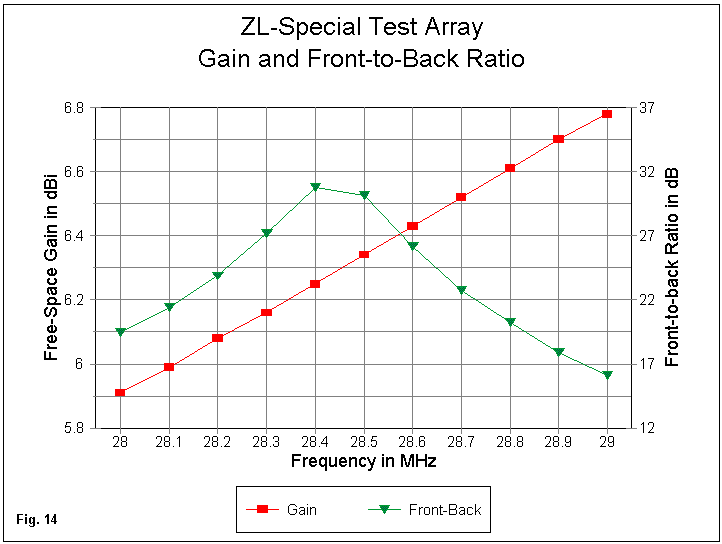 ZL-Special Test Array
Gain and Front-to-Back Ratio
Free-Space Gain in dBi
6.8
6.6
6.4
6.2
6
5.8
37
32
27
22
17
12
Front-to-back Ratio in dB
28 28.1 28.2 28.3 28.4 28.5 28.6 28.7 28.8 28.9 29
Frequency in MHz
Gain Front-Back
Fig. 14